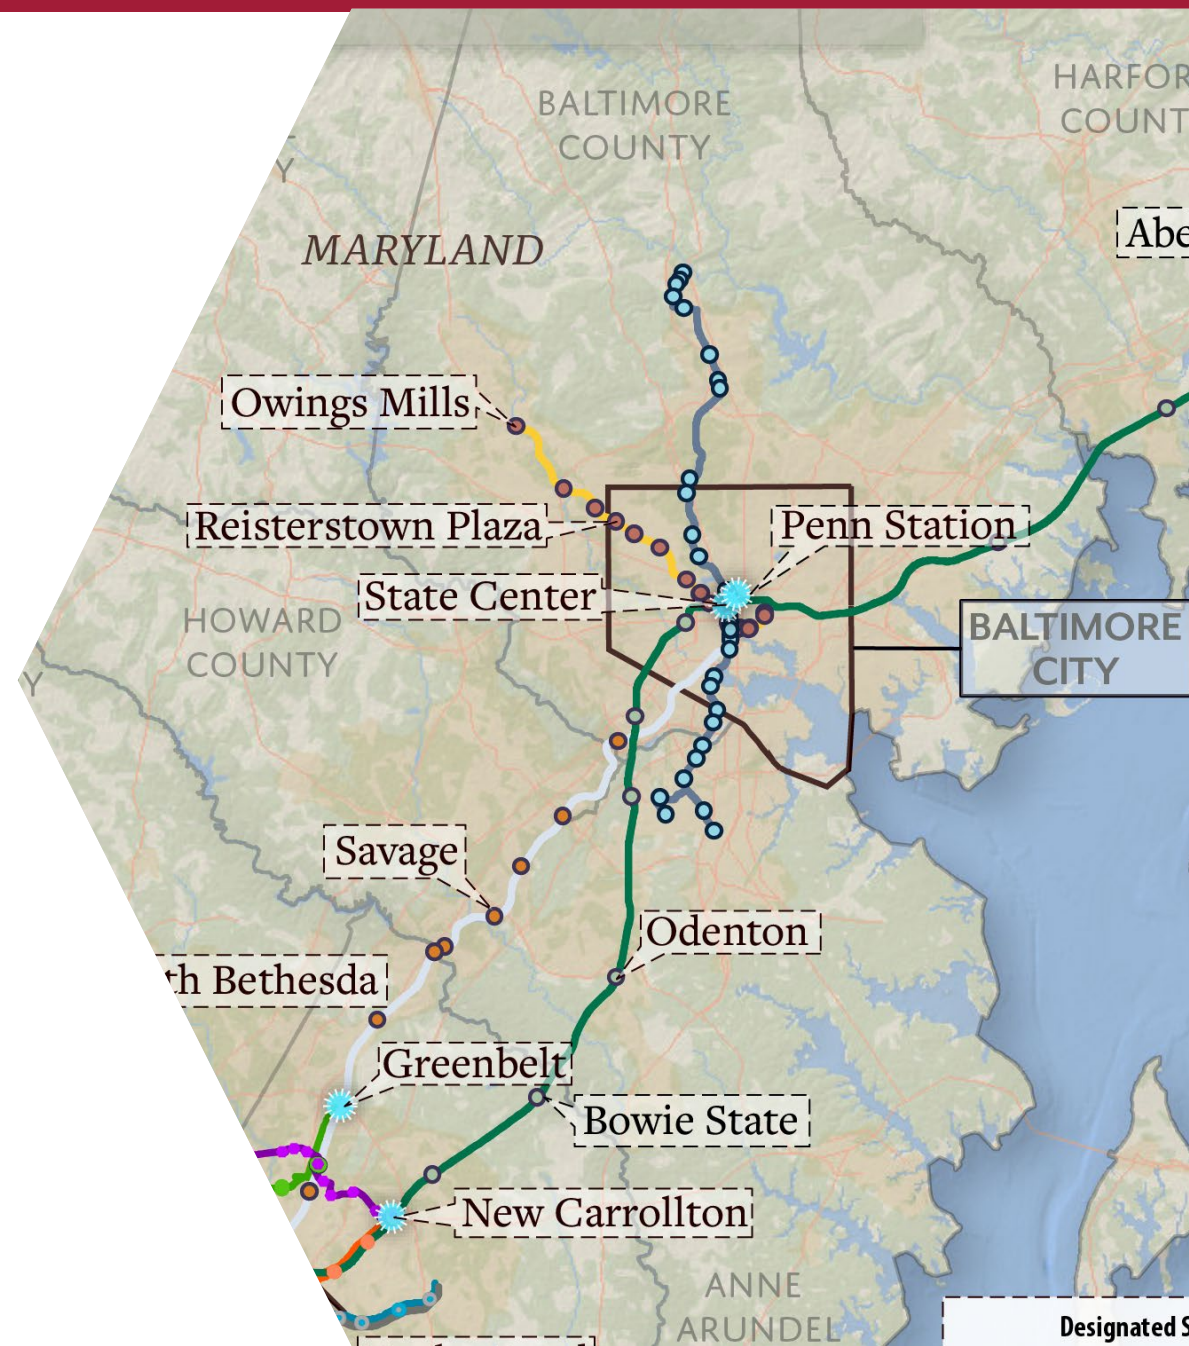 BALTIMORE
COUNTY
HARFOR
COUNT
Y
MARYLAND
Abe
Owings Mills
Reisterstown Plaza
Penn Station
State Center
HOWARD
COUNTY
BALTIMORE
CITY
Y
Savage
Odenton
th Bethesda
Greenbelt
Bowie State
New Carrollton
ANNE
ARUNDEL
Designated S